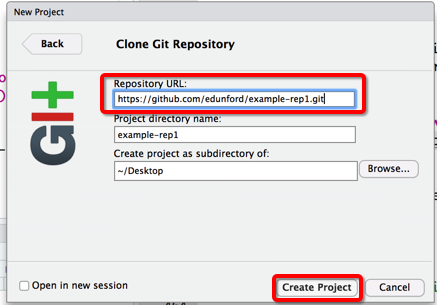 New Project
Back
Clone Git Repository
Repository URL:
https://github.com/edunford/example-rep1.git
Project directory name:
example-rep1
Create project as subdirectory of:
~/Desktop
Browse...
Git
Open in new session
Create Project
Cancel